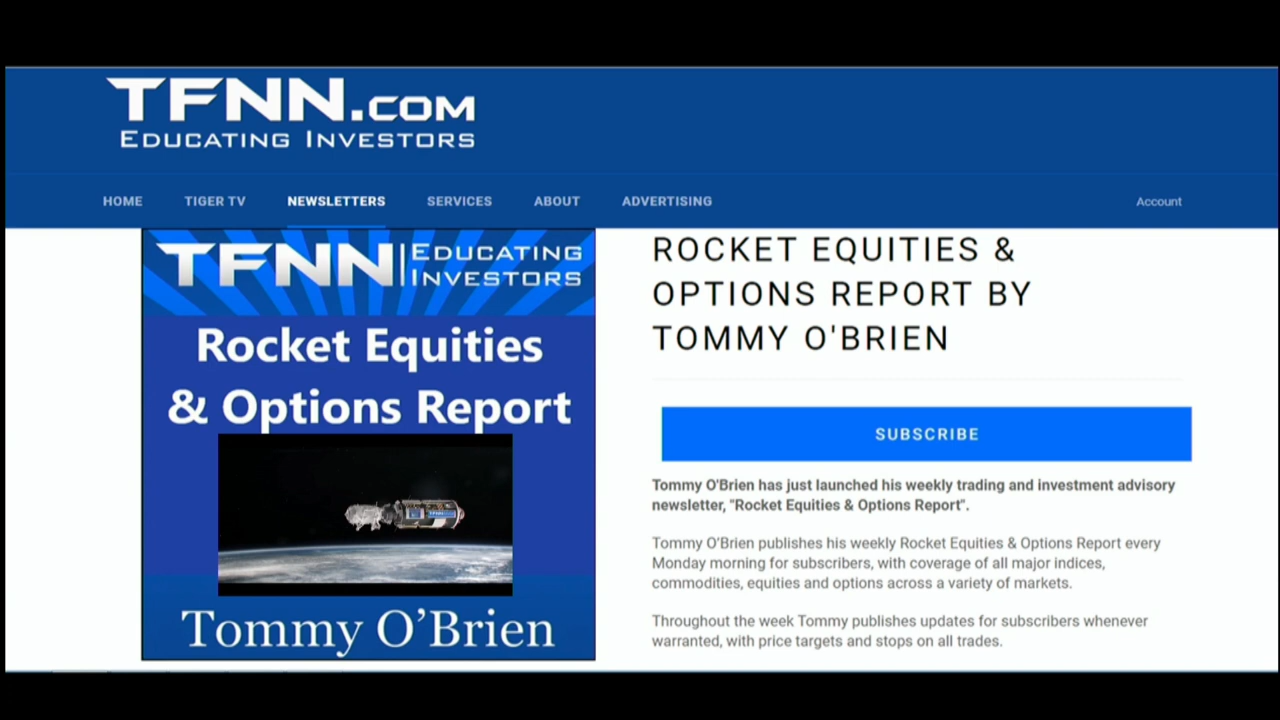 TFNN.COM
EDUCATING INVESTORS
HOME TIGER TV NEWSLETTERS SERVICES ABOUT ADVERTISING Account
TFNN | EDUCATING
INVESTORS
Rocket Equities
& Options Report
TFNN
Tommy O’Brien
ROCKET EQUITIES &
OPTIONS REPORT BY
TOMMY O'BRIEN
SUBSCRIBE
Tommy O'Brien has just launched his weekly trading and investment advisory
newsletter, "Rocket Equities & Options Report".
Tommy O’Brien publishes his weekly Rocket Equities & Options Report every
Monday morning for subscribers, with coverage of all major indices,
commodities, equities and options across a variety of markets.
Throughout the week Tommy publishes updates for subscribers whenever
warranted, with price targets and stops on all trades.